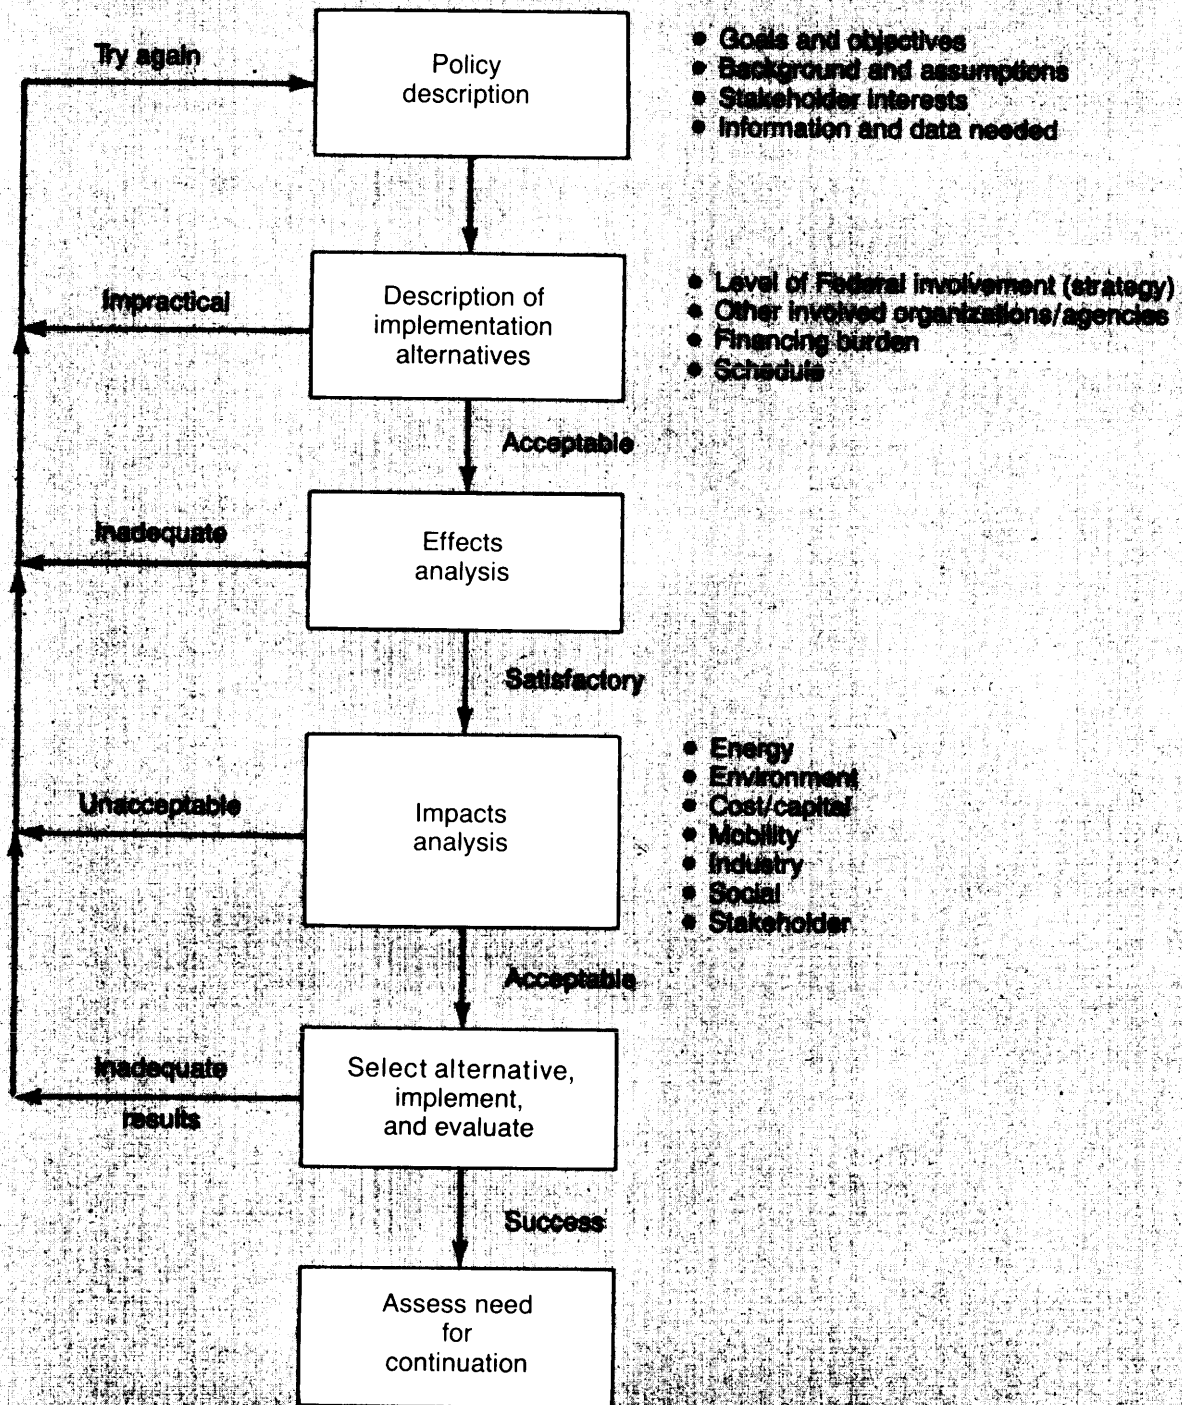 Try again
Policy
description
• Goals and objectives
• Background and assumptions
• Stakeholder interests
• Information and data needed
Impractical
Description of
implementation
alternatives
• Level of Federal involvement (strategy)
• Other involved organizations/agencies
• Financing burden
• Schedule
Acceptable
Inadequate
Effects
analysis
Satisfactory
Unacceptable
Impacts
analysis
• Energy
• Environment
• Cost/capital
• Mobility
• Industry
• Social
• Stakeholder
Acceptable
Inadequate
results
Select alternative,
implement,
and evaluate
Success
Assess need
for
continuation